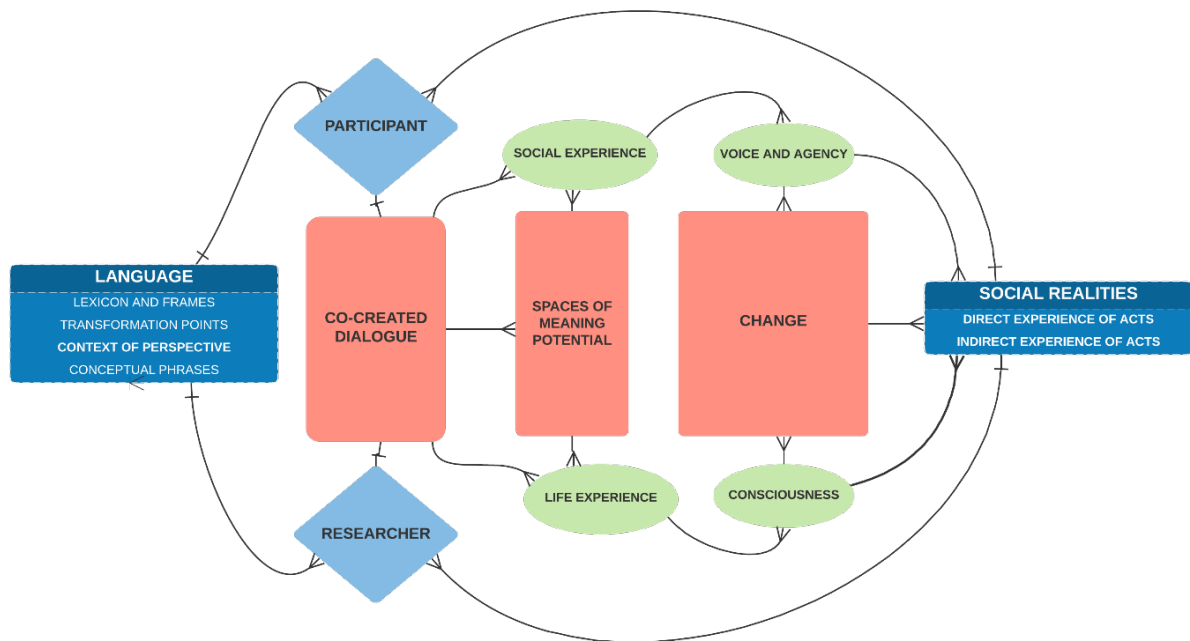 PARTICIPANT
SOCIAL EXPERIENCE
VOICE AND AGENCY
LANGUAGE
LEXICON AND FRAMES
TRANSFORMATION POINTS
CONTEXT OF PERSPECTIVE
CONCEPTUAL PHRASES
CO-CREATED
DIALOGUE
SPACES OF
MEANING
POTENTIAL
CHANGE
SOCIAL REALITIES
DIRECT EXPERIENCE OF ACTS
INDIRECT EXPERIENCE OF ACTS
RESEARCHER
LIFE EXPERIENCE
CONSCIOUSNESS